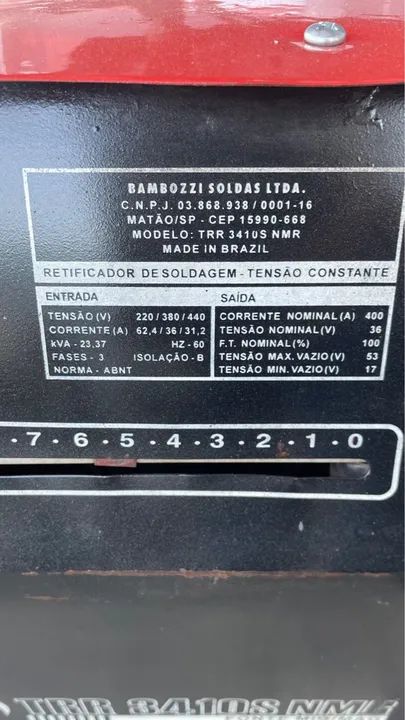 BAMBOZZI SOLDAS LTDA.
C.N.P.J. 03.868.938 / 0001-16
MATÃO/SP - CEP 15990-668
MODELO: TRR 3410S NMR
MADE IN BRAZIL
RETIFICADOR DE SOLDAGEM - TENSÃO CONSTANTE
ENTRADA
TENSÃO (V) 220 / 380 / 440
CORRENTE (A) 62,4 / 36 / 31,2
kVA - 23,37 HZ - 60
FASES - 3 ISOLAÇÃO - B
NORMA - ABNT
SAÍDA
CORRENTE NOMINAL (A) 400
TENSÃO NOMINAL (V) 36
F.T. NOMINAL (%) 100
TENSÃO MAX. VAZIO (V) 53
TENSÃO MIN. VAZIO (V) 17
· 7 · 6 · 5 · 4 · 3 · 2 · 1 · 0
TRR 3410S